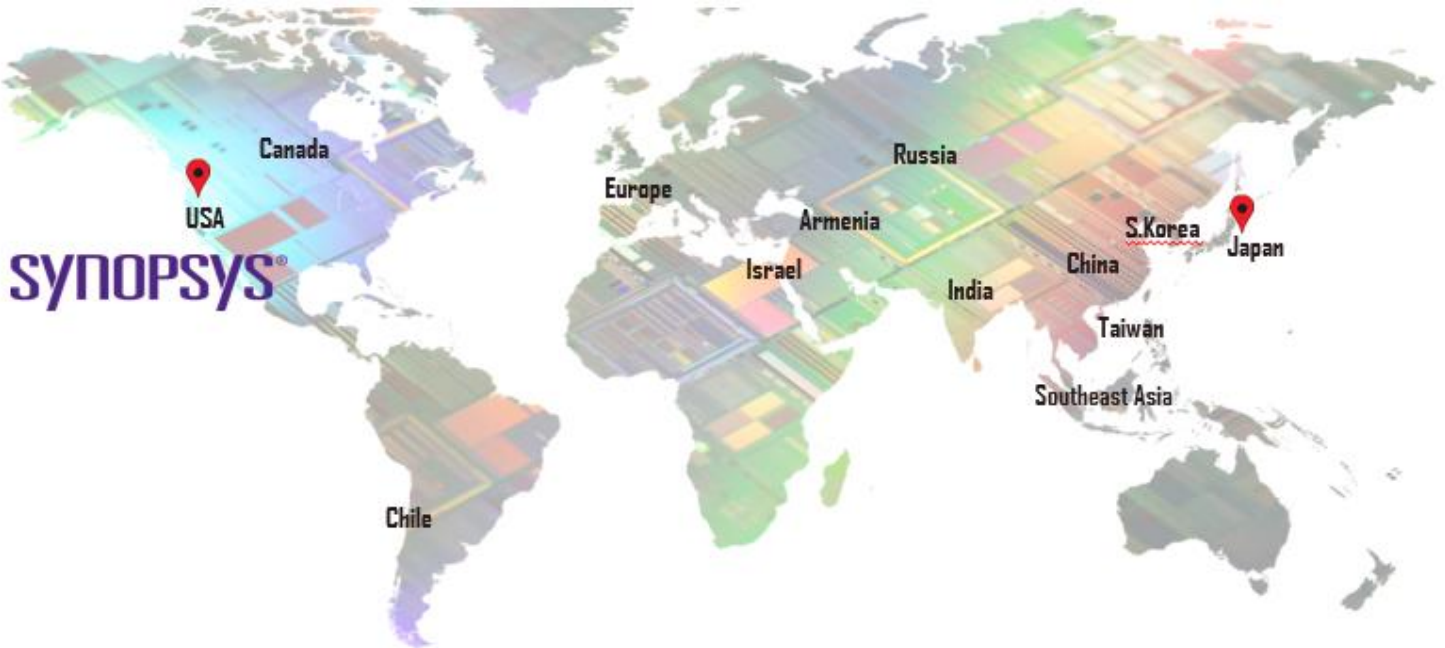 Canada
Russia
Europe
USA
Armenia
S.Korea
Japan
SYNOPSYS®
Israel
China
India
Taiwan
Southeast Asia
Chile